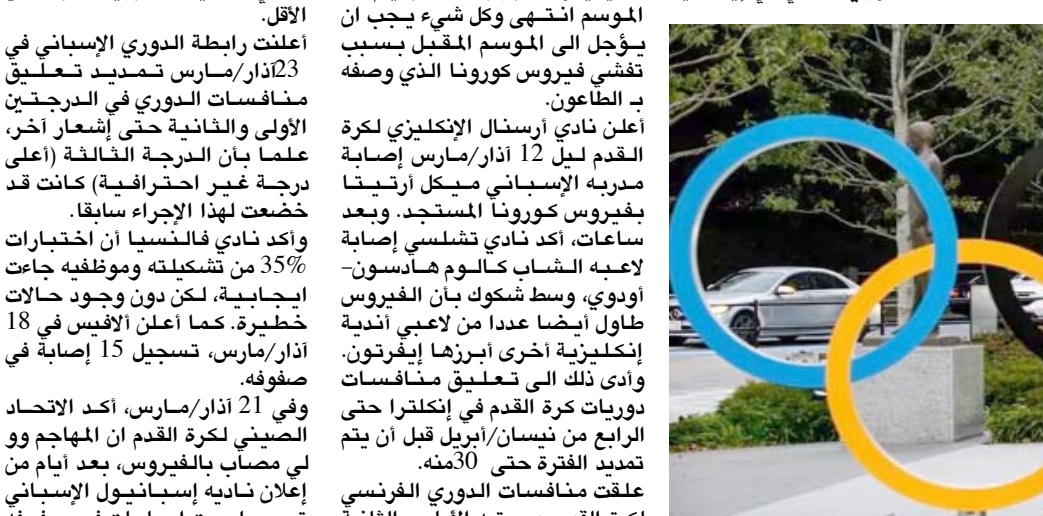 الموسم انتهى وكل شيء يجب ان
يؤجل الى الموسم المقبل بسبب
تفشي فيروس كورونا الذي وصفه
بـ الطاعون.
أعلن نادي أرسنال الإنكليزي لكرة
القدم ليل 12 آذار/مارس إصابة
مدربه الإسباني ميكل أرتيتا
بفيروس كورونا المستجد. وبعد
ساعات، أكد نادي تشلسي إصابة
لاعبه الشاب كالوم هادسون–
أودوي، وسط شكوك بأن الفيروس
طاول أيضا عددا من لاعبي أندية
إنكليزية أخرى أبرزها إيفرتون.
وأدى ذلك الى تعليق منافسات
دوريات كرة القدم في إنكلترا حتى
الرابع من نيسان/أبريل قبل أن يتم
تمديد الفترة حتى 30منه.
علقت منافسات الدوري الفرنسي
الأقل.
أعلنت رابطة الدوري الإسباني في
23آذار/مارس تمديد تعليق
منافسات الدوري في الدرجتين
الأولى والثانية حتى إشعار آخر،
علما بأن الدرجة الثالثة (أعلى
درجة غير احترافية) كانت قد
خضعت لهذا الإجراء سابقا.
وأكد نادي فالنسيا أن اختبارات
35% من تشكيلته وموظفيه جاءت
ايجابية، لكن دون وجود حالات
خطيرة. كما أعلن ألافيس في 18
آذار/مارس، تسجيل 15 إصابة في
صفوفه.
وفي 21 آذار/مارس، أكد الاتحاد
الصيني لكرة القدم ان المهاجم وو
لي مصاب بالفيروس، بعد أيام من
إعلان ناديه إسبانيول الإسباني